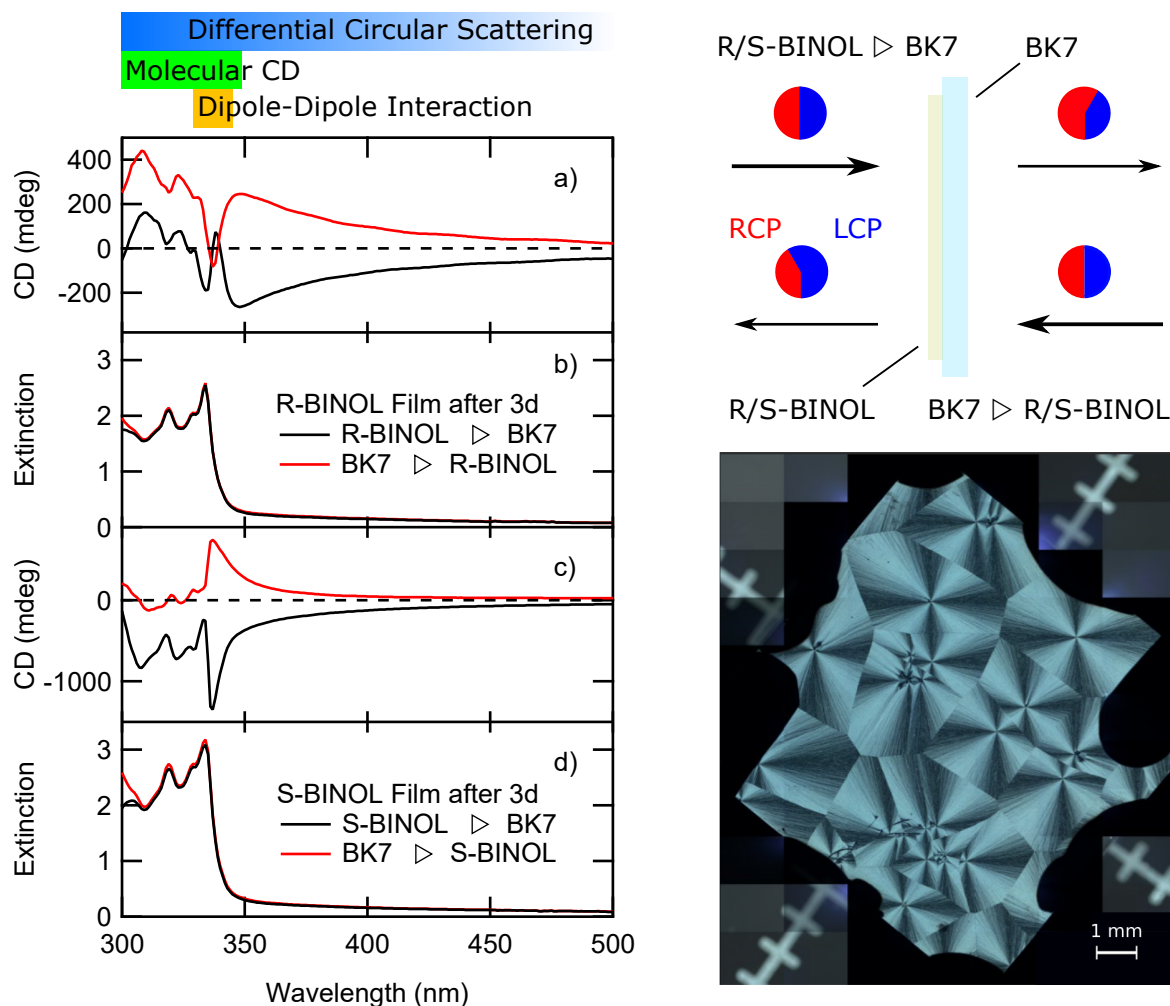 Differential Circular Scattering
Molecular CD
Dipole-Dipole Interaction
CD (mdeg)
400
200
0
-200
a)
Extinction
3
2
1
0
b)
R-BINOL Film after 3d
R-BINOL ▷ BK7
BK7 ▷ R-BINOL
CD (mdeg)
0
-1000
c)
Extinction
3
2
1
0
d)
S-BINOL Film after 3d
S-BINOL ▷ BK7
BK7 ▷ S-BINOL
300
350
400
450
500
Wavelength (nm)
R/S-BINOL ▷ BK7
BK7
RCP
LCP
R/S-BINOL
BK7 ▷ R/S-BINOL
1 mm